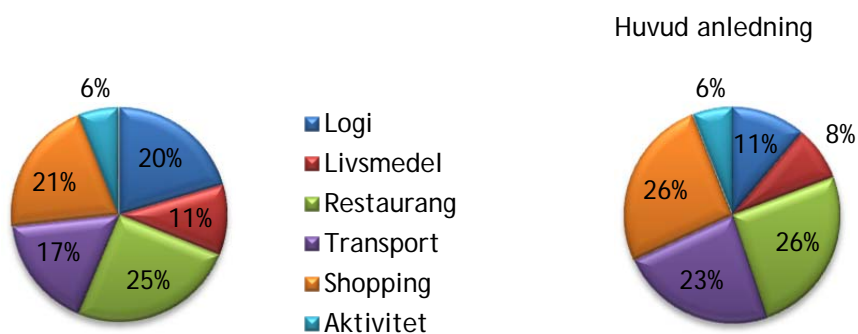 Huvud anledning
6%
20%
11%
25%
17%
21%
Logi
Livsmedel
Restaurang
Transport
Shopping
Aktivitet
6%
11%
8%
26%
23%
26%